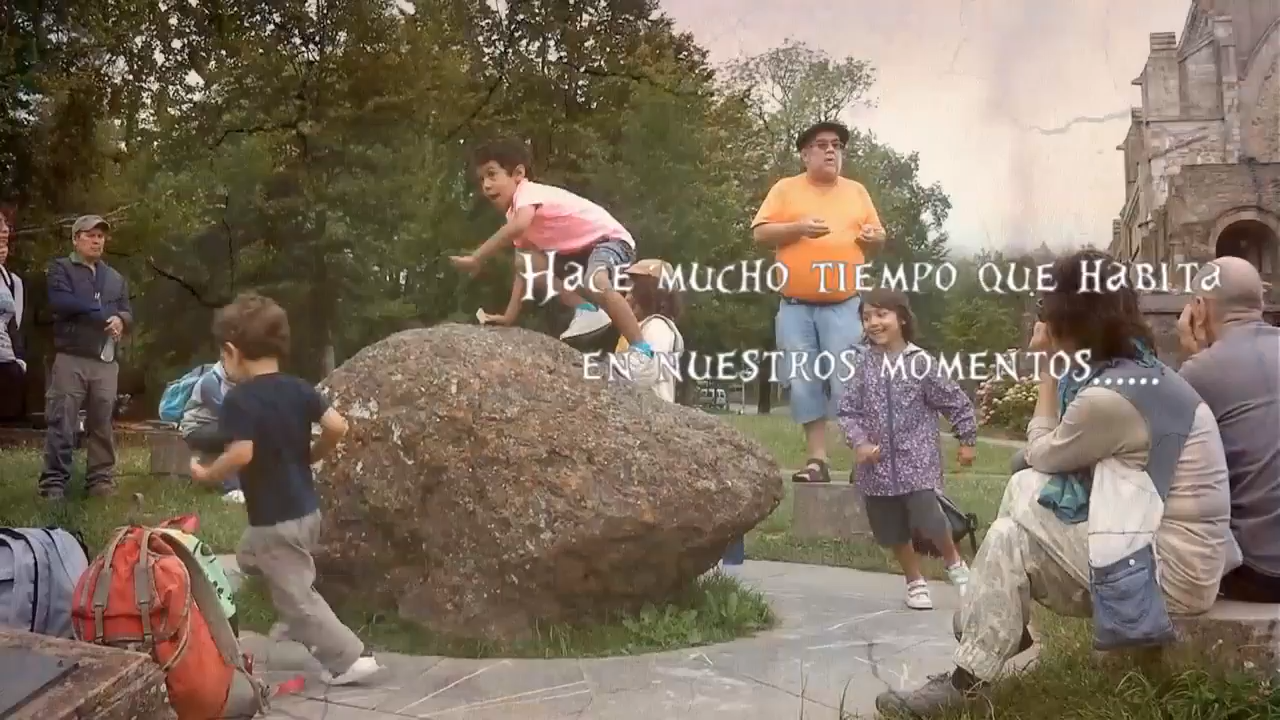 Hace mucho tiempo que habita
en nuestros momentos......